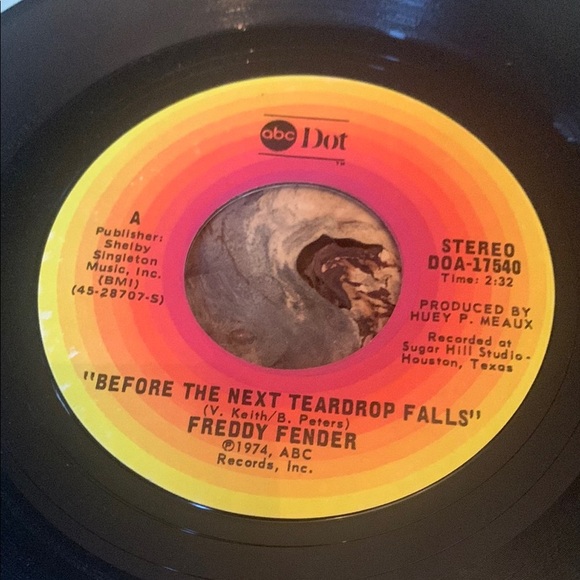 abc Dot
TM
A
Publisher:
Shelby
Singleton
Music, Inc.
(BMI)
(45-28707-S)
STEREO
DOA-17540
Time: 2:32
PRODUCED BY
HUEY P. MEAUX
Recorded at
Sugar Hill Studio-
Houston, Texas
"BEFORE THE NEXT TEARDROP FALLS"
(V. Keith/B. Peters)
FREDDY FENDER
℗1974, ABC
Records, Inc.